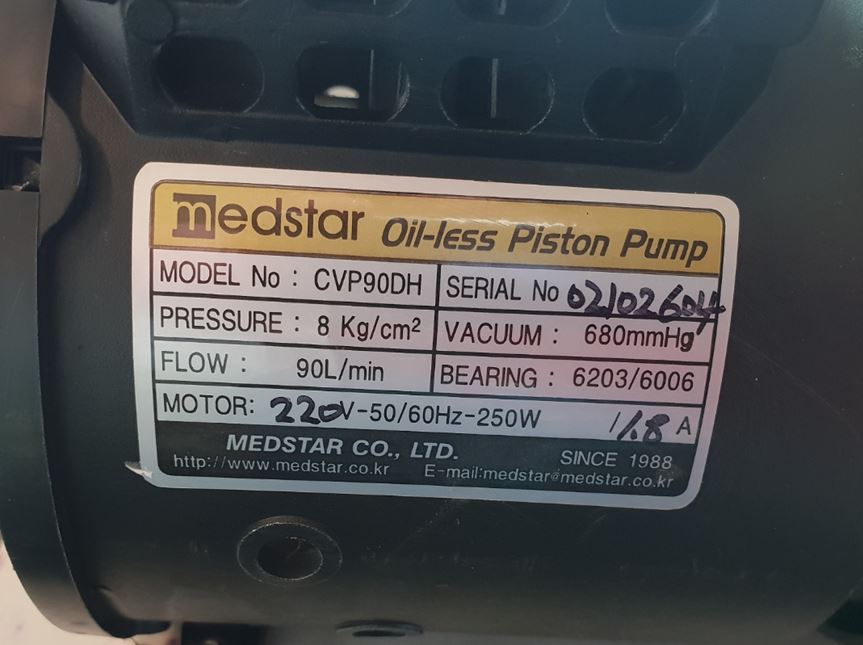 medstar Oil-less Piston Pump
MODEL No : CVP90DH SERIAL No 02102604
PRESSURE : 8 Kg/cm² VACUUM : 680mmHg
FLOW : 90L/min BEARING : 6203/6006
MOTOR: 220V-50/60Hz-250W /1.8 A
MEDSTAR CO., LTD. SINCE 1988
http://www.medstar.co.kr E-mail:medstar@medstar.co.kr